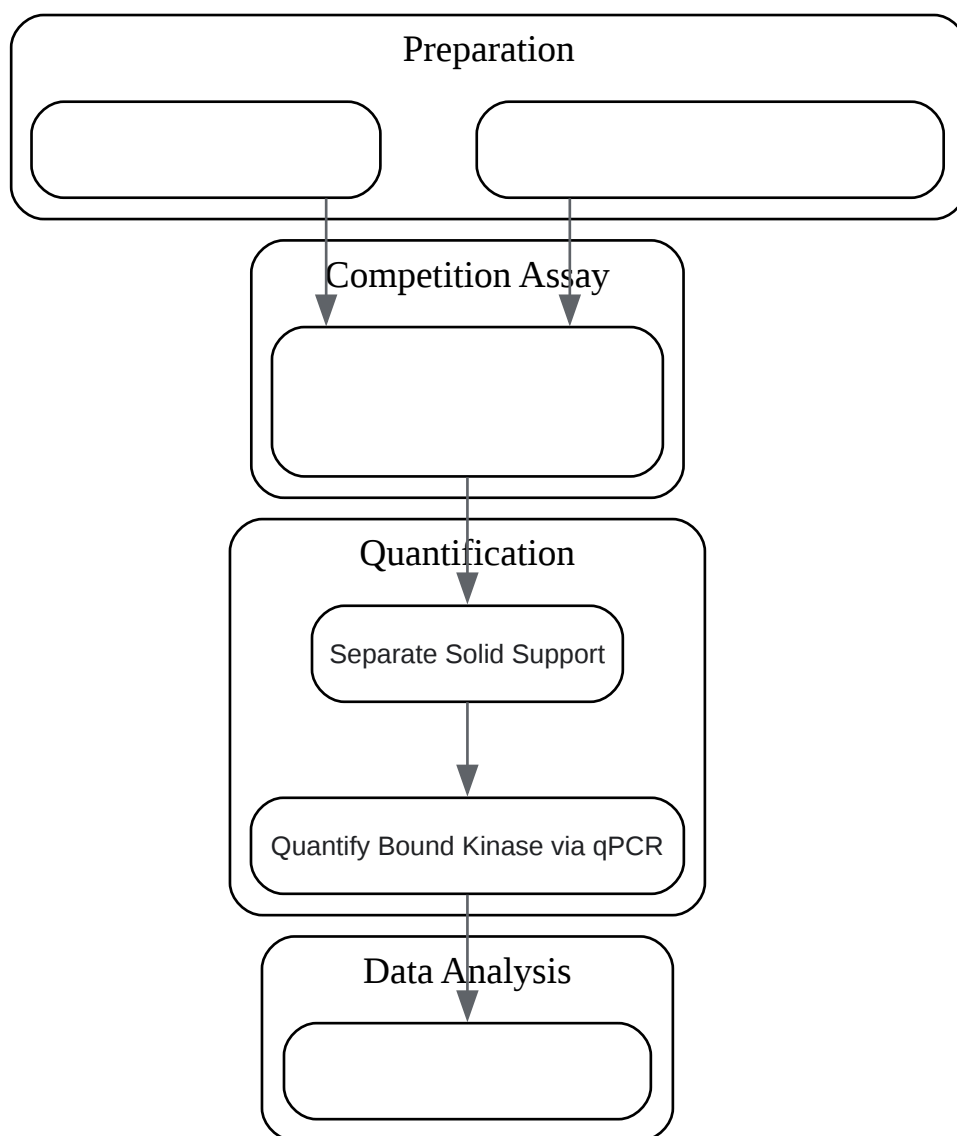 Preparation
Competition Assay
Quantification
Separate Solid Support
Quantify Bound Kinase via qPCR
Data Analysis